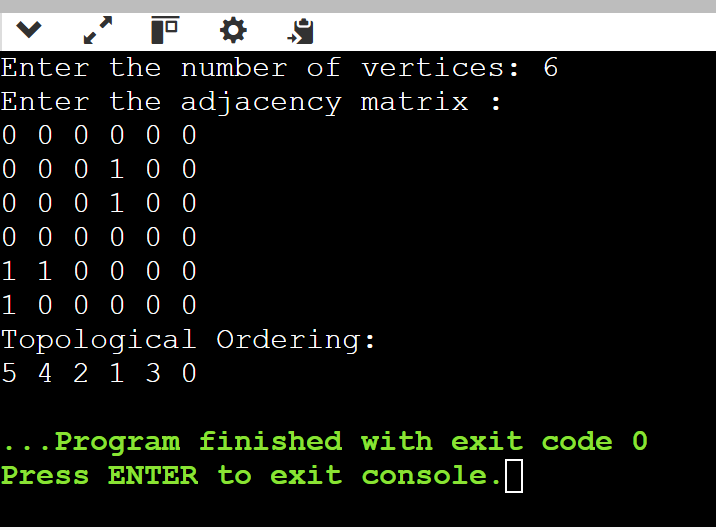 Enter the number of vertices: 6
Enter the adjacency matrix :
0 0 0 0 0 0
0 0 0 1 0 0
0 0 0 1 0 0
0 0 0 0 0 0
1 1 0 0 0 0
1 0 0 0 0 0
Topological Ordering:
5 4 2 1 3 0
...Program finished with exit code 0
Press ENTER to exit console.